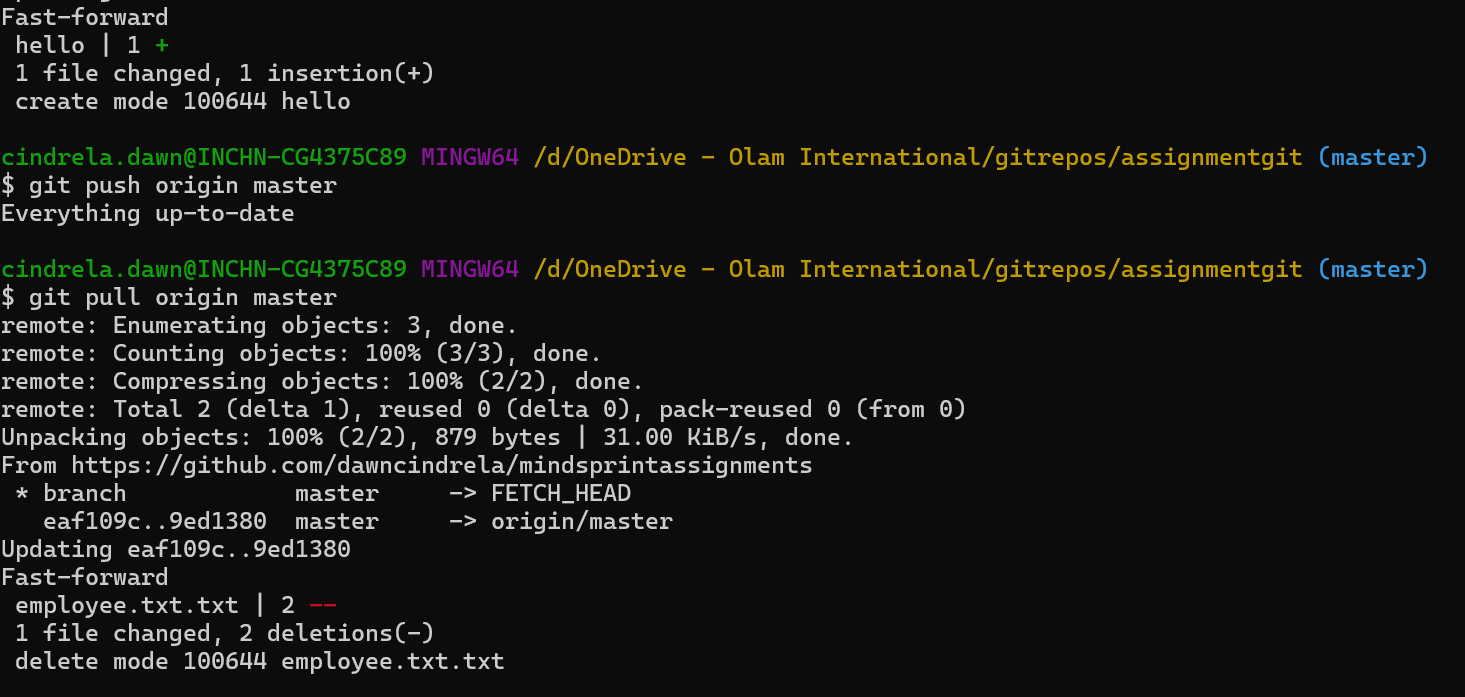 Fast-forward
 hello | 1 +
 1 file changed, 1 insertion(+)
 create mode 100644 hello
cindrela.dawn@INCHN-CG4375C89 MINGW64 /d/OneDrive - Olam International/gitrepos/assignmentgit (master)
$ git push origin master
Everything up-to-date
cindrela.dawn@INCHN-CG4375C89 MINGW64 /d/OneDrive - Olam International/gitrepos/assignmentgit (master)
$ git pull origin master
remote: Enumerating objects: 3, done.
remote: Counting objects: 100% (3/3), done.
remote: Compressing objects: 100% (2/2), done.
remote: Total 2 (delta 1), reused 0 (delta 0), pack-reused 0 (from 0)
Unpacking objects: 100% (2/2), 879 bytes | 31.00 KiB/s, done.
From https://github.com/dawncindrela/mindsprintassignments
 * branch            master     -> FETCH_HEAD
   eaf109c..9ed1380  master     -> origin/master
Updating eaf109c..9ed1380
Fast-forward
 employee.txt.txt | 2 --
 1 file changed, 2 deletions(-)
 delete mode 100644 employee.txt.txt